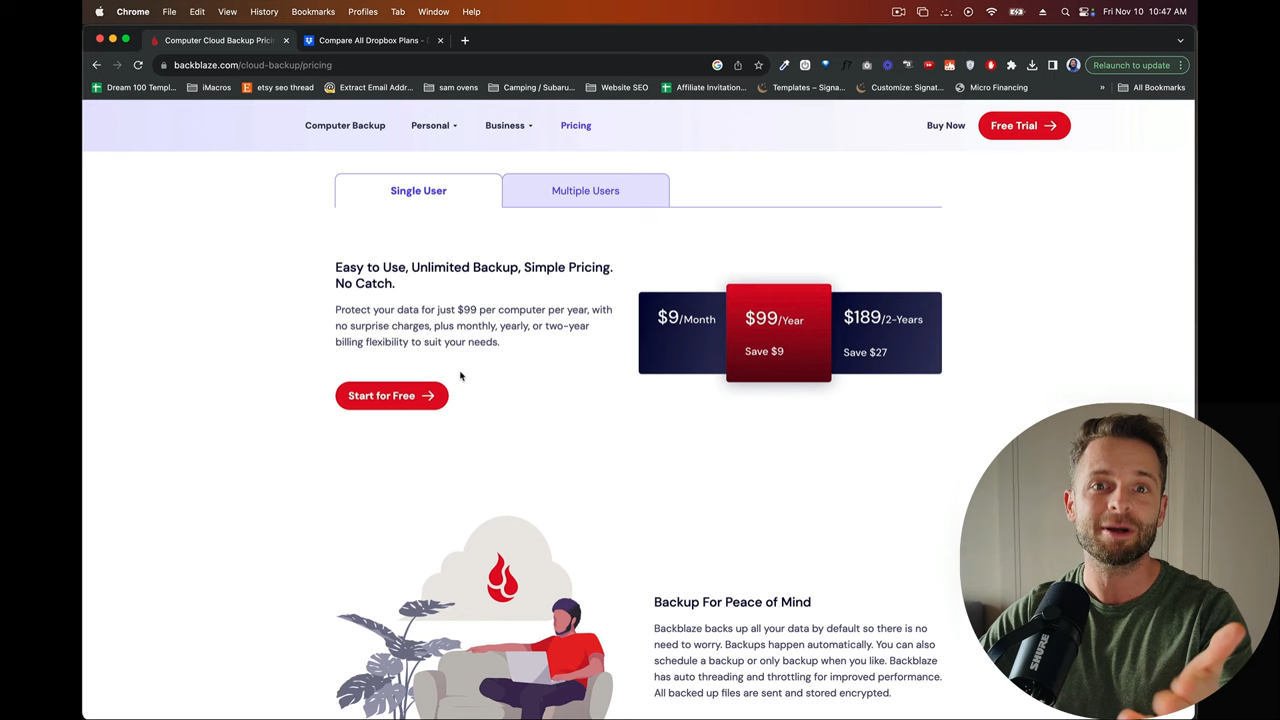 Chrome File Edit View History Bookmarks Profiles Tab Window Help Fri Nov 10 10:47 AM
Computer Cloud Backup Prici Compare All Dropbox Plans -
backblaze.com/cloud-backup/pricing Relaunch to update
Dream 100 Templ... iMacros etsy seo thread Extract Email Addr... sam ovens Camping / Subaru... Website SEO Affiliate Invitation... Templates – Signa... Customize: Signat... Micro Financing » All Bookmarks
Computer Backup Personal Business Pricing Buy Now Free Trial →
Single User Multiple Users
Easy to Use, Unlimited Backup, Simple Pricing.
No Catch.
Protect your data for just $99 per computer per year, with
no surprise charges, plus monthly, yearly, or two-year
billing flexibility to suit your needs.
Start for Free →
$9/Month $99/Year $189/2-Years
Save $9 Save $27
Backup For Peace of Mind
Backblaze backs up all your data by default so there is no
need to worry. Backups happen automatically. You can also
schedule a backup or only backup when you like. Backblaze
has auto threading and throttling for improved performance.
All backed up files are sent and stored encrypted.
SHURE